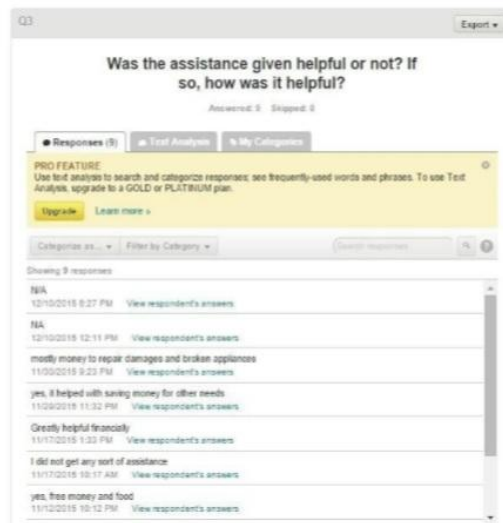 Q3
Export
Was the assistance given helpful or not? If
so, how was it helpful?
Answered: 9 Skipped: 0
Responses (9)
Text Analysis
My Categories
PRO FEATURE
Use text analysis to search and categorize responses; see frequently-used words and phrases. To use Text
Analysis, upgrade to a GOLD or PLATINUM plan.
Upgrade Learn more »
Categorize as... Filter by Category Search responses ?
Showing 9 responses
N/A
12/10/2015 8:27 PM View respondent's answers
NA
12/10/2015 12:11 PM View respondent's answers
mostly money to repair damages and broken appliances
11/30/2015 9:23 PM View respondent's answers
yes, it helped with saving money for other needs
11/29/2015 11:32 PM View respondent's answers
Greatly helpful financially
11/17/2015 1:33 PM View respondent's answers
I did not get any sort of assistance
11/17/2015 10:17 AM View respondent's answers
yes, free money and food
11/12/2015 10:12 PM View respondent's answers